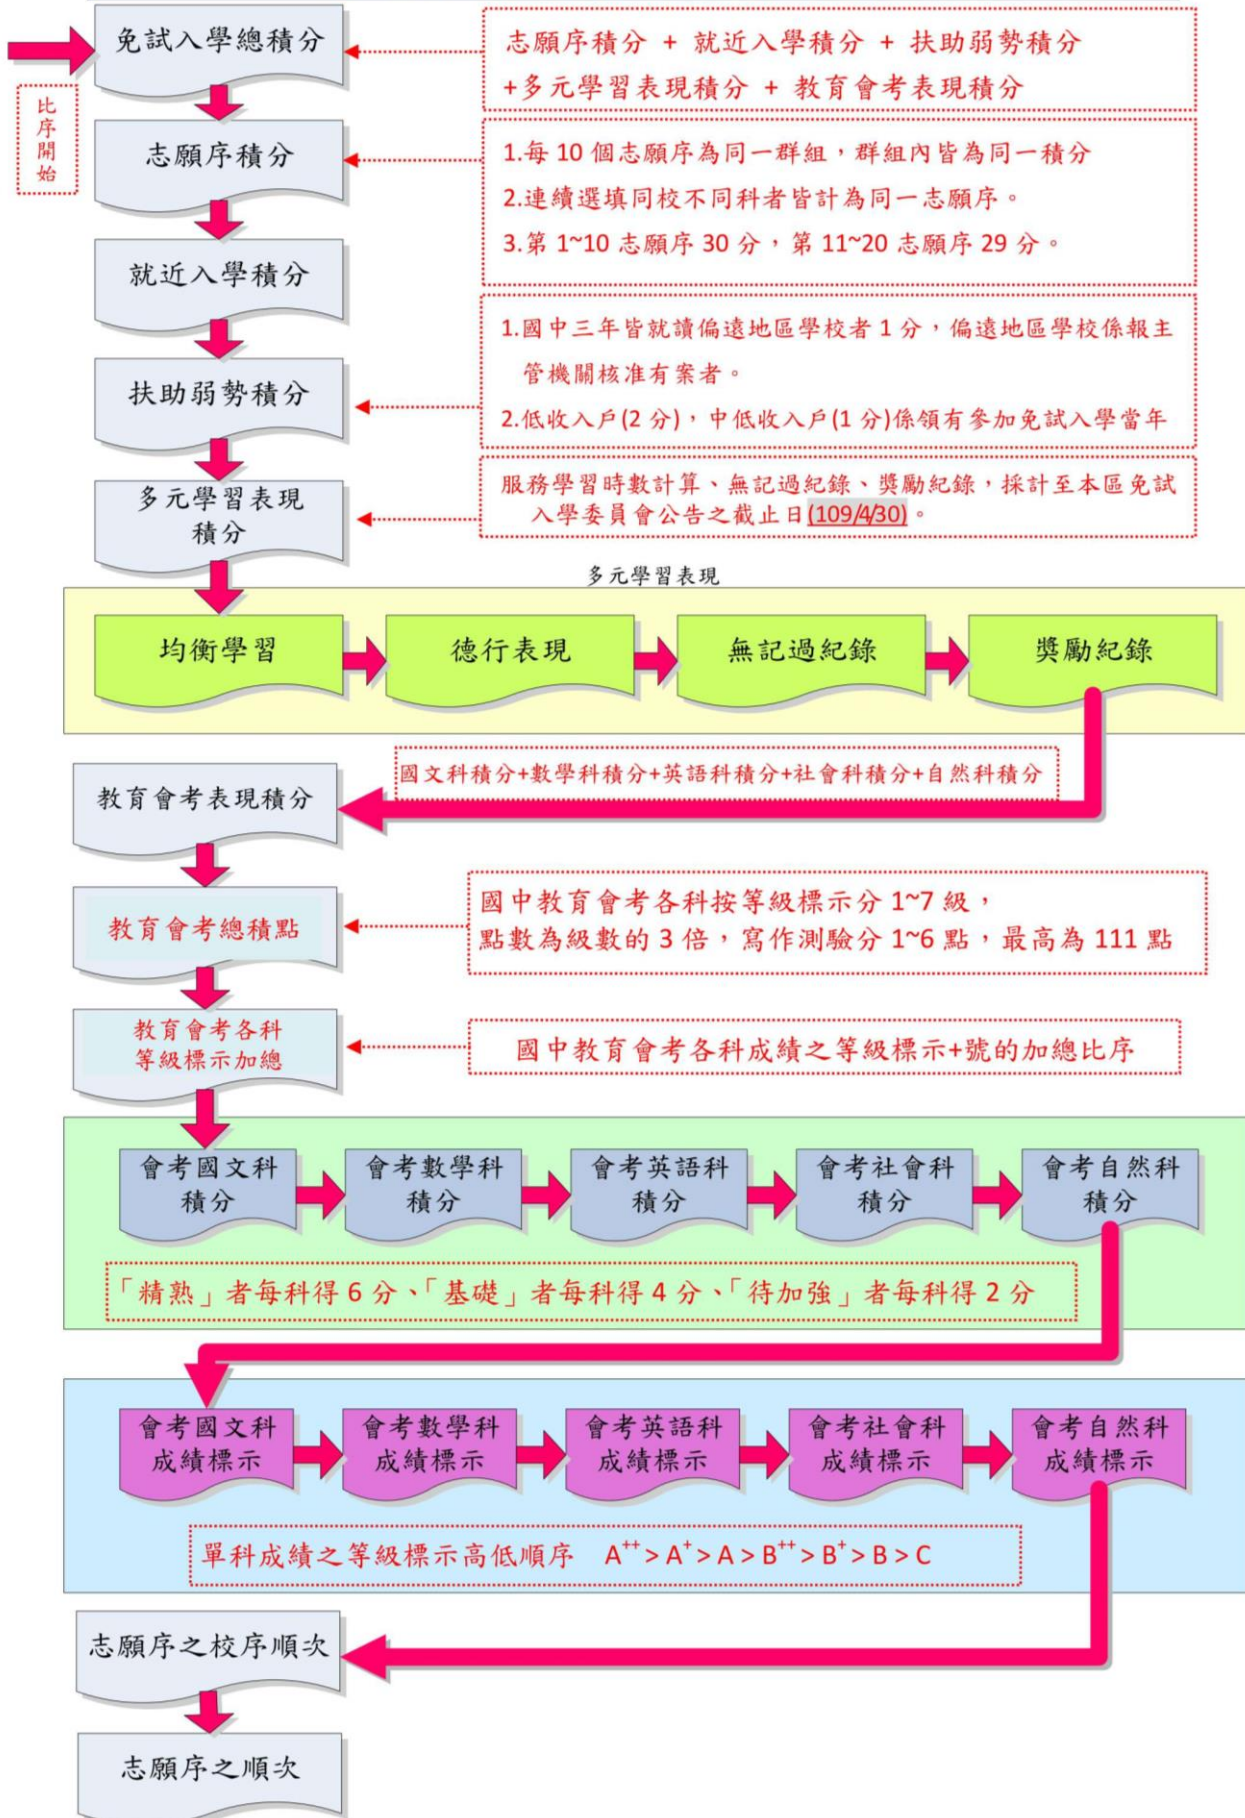 免試入學總積分
志願序積分 + 就近入學積分 + 扶助弱勢積分
+多元學習表現積分 + 教育會考表現積分
比序開始
志願序積分
1.每 10 個志願序為同一群組，群組內皆為同一積分
2.連續選填同校不同科者皆計為同一志願序。
3.第 1~10 志願序 30 分，第 11~20 志願序 29 分。
就近入學積分
扶助弱勢積分
1.國中三年皆就讀偏遠地區學校者 1 分，偏遠地區學校係報主
管機關核准有案者。
2.低收入戶(2 分)，中低收入戶(1 分)係領有參加免試入學當年
多元學習表現
積分
服務學習時數計算、無記過紀錄、獎勵紀錄，採計至本區免試
入學委員會公告之截止日(109/4/30)。
多元學習表現
均衡學習
德行表現
無記過紀錄
獎勵紀錄
國文科積分+數學科積分+英語科積分+社會科積分+自然科積分
教育會考表現積分
教育會考總積點
國中教育會考各科按等級標示分 1~7 級，
點數為級數的 3 倍，寫作測驗分 1~6 點，最高為 111 點
教育會考各科
等級標示加總
國中教育會考各科成績之等級標示+號的加總比序
會考國文科
積分
會考數學科
積分
會考英語科
積分
會考社會科
積分
會考自然科
積分
「精熟」者每科得 6 分、「基礎」者每科得 4 分、「待加強」者每科得 2 分
會考國文科
成績標示
會考數學科
成績標示
會考英語科
成績標示
會考社會科
成績標示
會考自然科
成績標示
單科成績之等級標示高低順序 A⁺⁺ > A⁺ > A > B⁺⁺ > B⁺ > B > C
志願序之校序順次
志願序之順次